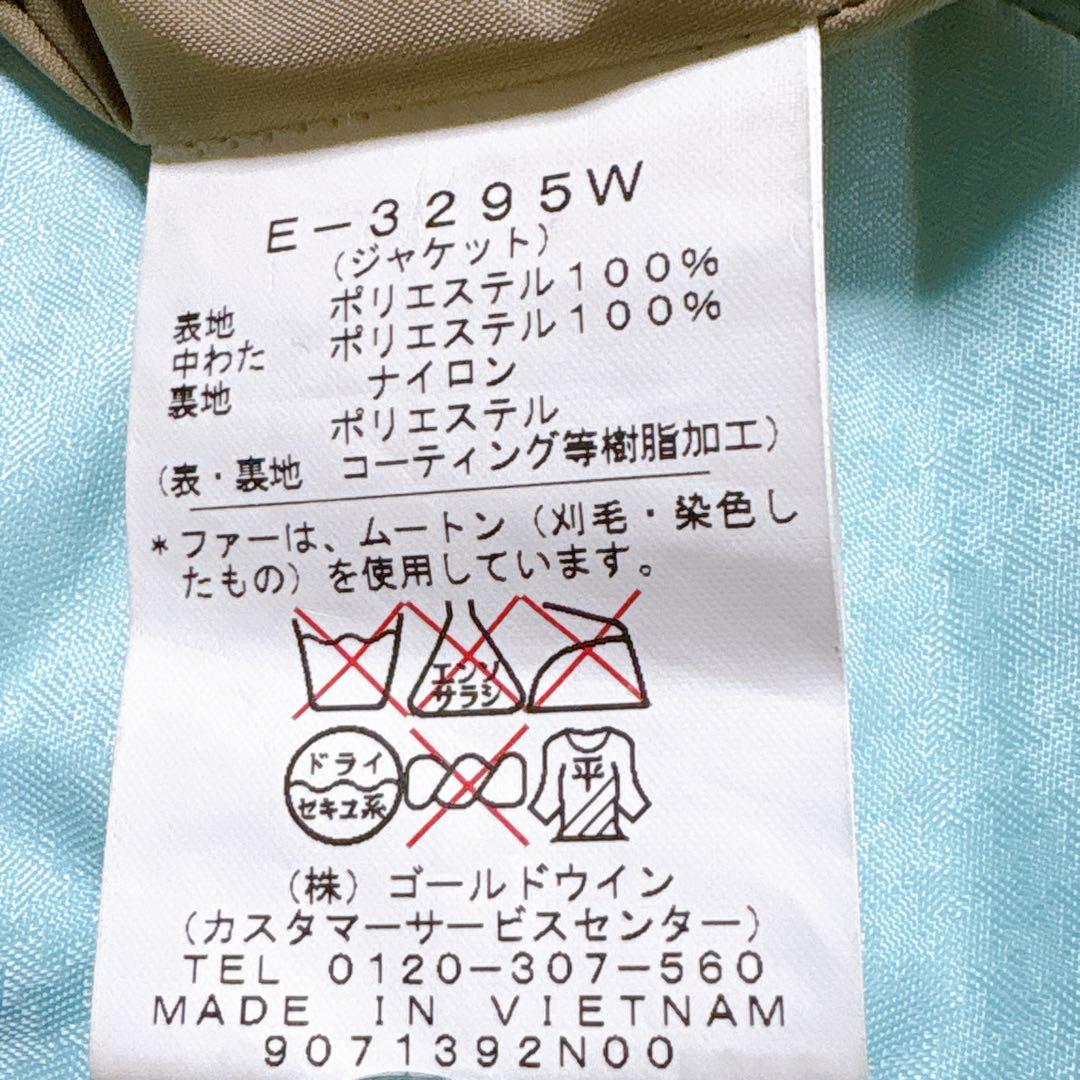 E-3295W
(ジャケット)
表地 ポリエステル100%
中わた ポリエステル100%
裏地 ナイロン
ポリエステル
(表・裏地 コーティング等樹脂加工)
*ファーは、ムートン(刈毛・染色し
たもの)を使用しています。
エンソ
サラシ
ドライ
セキユ系
平
(株)ゴールドウイン
(カスタマーサービスセンター)
TEL 0120-307-560
MADE IN VIETNAM
9071392N00